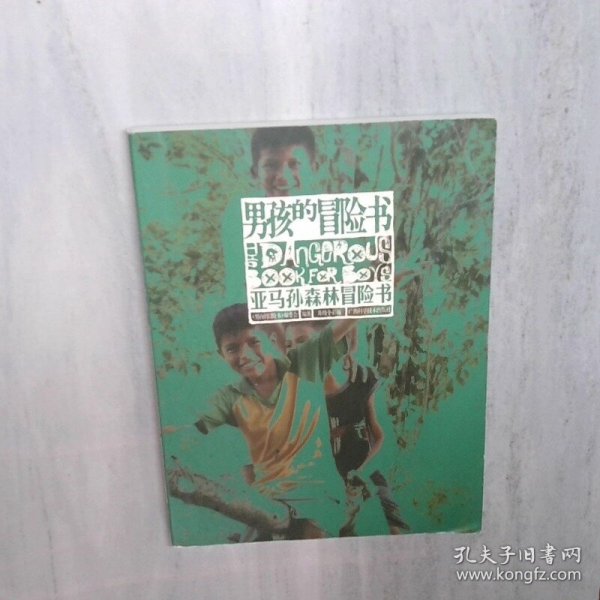 男孩的冒险书
THE DANGEROUS
BOOK FOR BOYS
亚马孙森林冒险书
孔夫子旧书网
www.kongfz.com